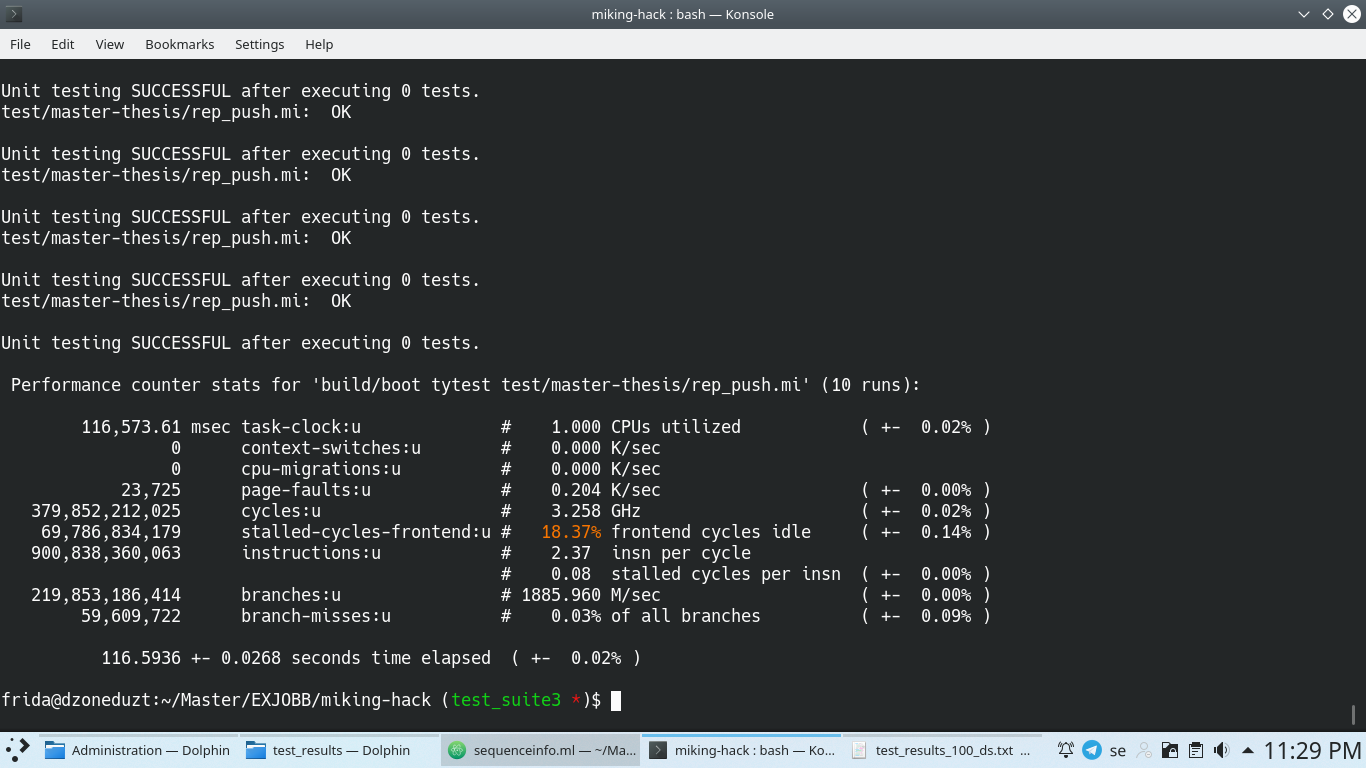 miking-hack : bash — Konsole
File Edit View Bookmarks Settings Help
Unit testing SUCCESSFUL after executing 0 tests.
test/master-thesis/rep_push.mi:  OK
Unit testing SUCCESSFUL after executing 0 tests.
test/master-thesis/rep_push.mi:  OK
Unit testing SUCCESSFUL after executing 0 tests.
test/master-thesis/rep_push.mi:  OK
Unit testing SUCCESSFUL after executing 0 tests.
test/master-thesis/rep_push.mi:  OK
Unit testing SUCCESSFUL after executing 0 tests.
Performance counter stats for 'build/boot tytest test/master-thesis/rep_push.mi' (10 runs):
116,573.61 msec task-clock:u # 1.000 CPUs utilized ( +- 0.02% )
0 context-switches:u # 0.000 K/sec
0 cpu-migrations:u # 0.000 K/sec
23,725 page-faults:u # 0.204 K/sec ( +- 0.00% )
379,852,212,025 cycles:u # 3.258 GHz ( +- 0.02% )
69,786,834,179 stalled-cycles-frontend:u # 18.37% frontend cycles idle ( +- 0.14% )
900,838,360,063 instructions:u # 2.37 insn per cycle
# 0.08 stalled cycles per insn ( +- 0.00% )
219,853,186,414 branches:u # 1885.960 M/sec ( +- 0.00% )
59,609,722 branch-misses:u # 0.03% of all branches ( +- 0.09% )
116.5936 +- 0.0268 seconds time elapsed ( +- 0.02% )
frida@dzoneduzt:~/Master/EXJOBB/miking-hack (test_suite3 *)$
Administration — Dolphin test_results — Dolphin sequenceinfo.ml — ~/Ma... miking-hack : bash — Ko... test_results_100_ds.txt ... se 11:29 PM